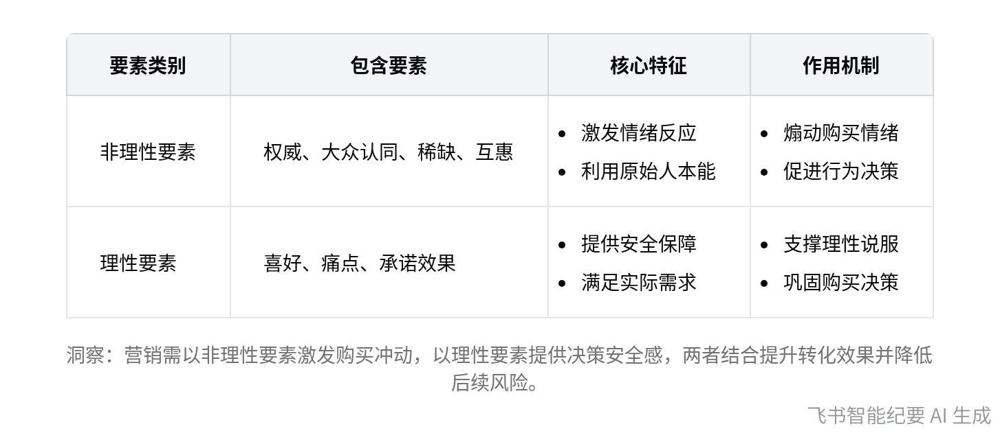 要素类别 包含要素 核心特征 作用机制
非理性要素 权威、大众认同、稀缺、互惠
• 激发情绪反应
• 利用原始人本能
• 煽动购买情绪
• 促进行为决策
理性要素 喜好、痛点、承诺效果
• 提供安全保障
• 满足实际需求
• 支撑理性说服
• 巩固购买决策
洞察：营销需以非理性要素激发购买冲动，以理性要素提供决策安全感，两者结合提升转化效果并降低
后续风险。
飞书智能纪要 AI 生成